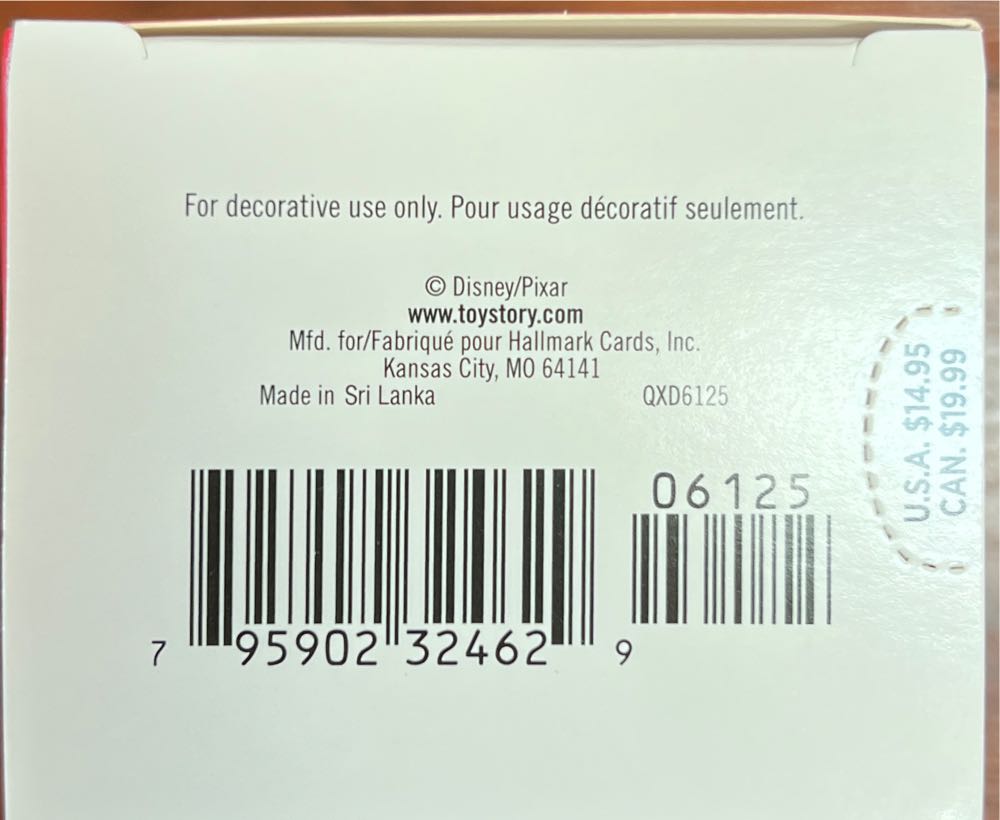 For decorative use only. Pour usage décoratif seulement.
© Disney/Pixar
www.toystory.com
Mfd. for/Fabriqué pour Hallmark Cards, Inc.
Kansas City, MO 64141
Made in Sri Lanka QXD6125
06125
7 95902 32462 9
U.S.A. $14.95
CAN. $19.99